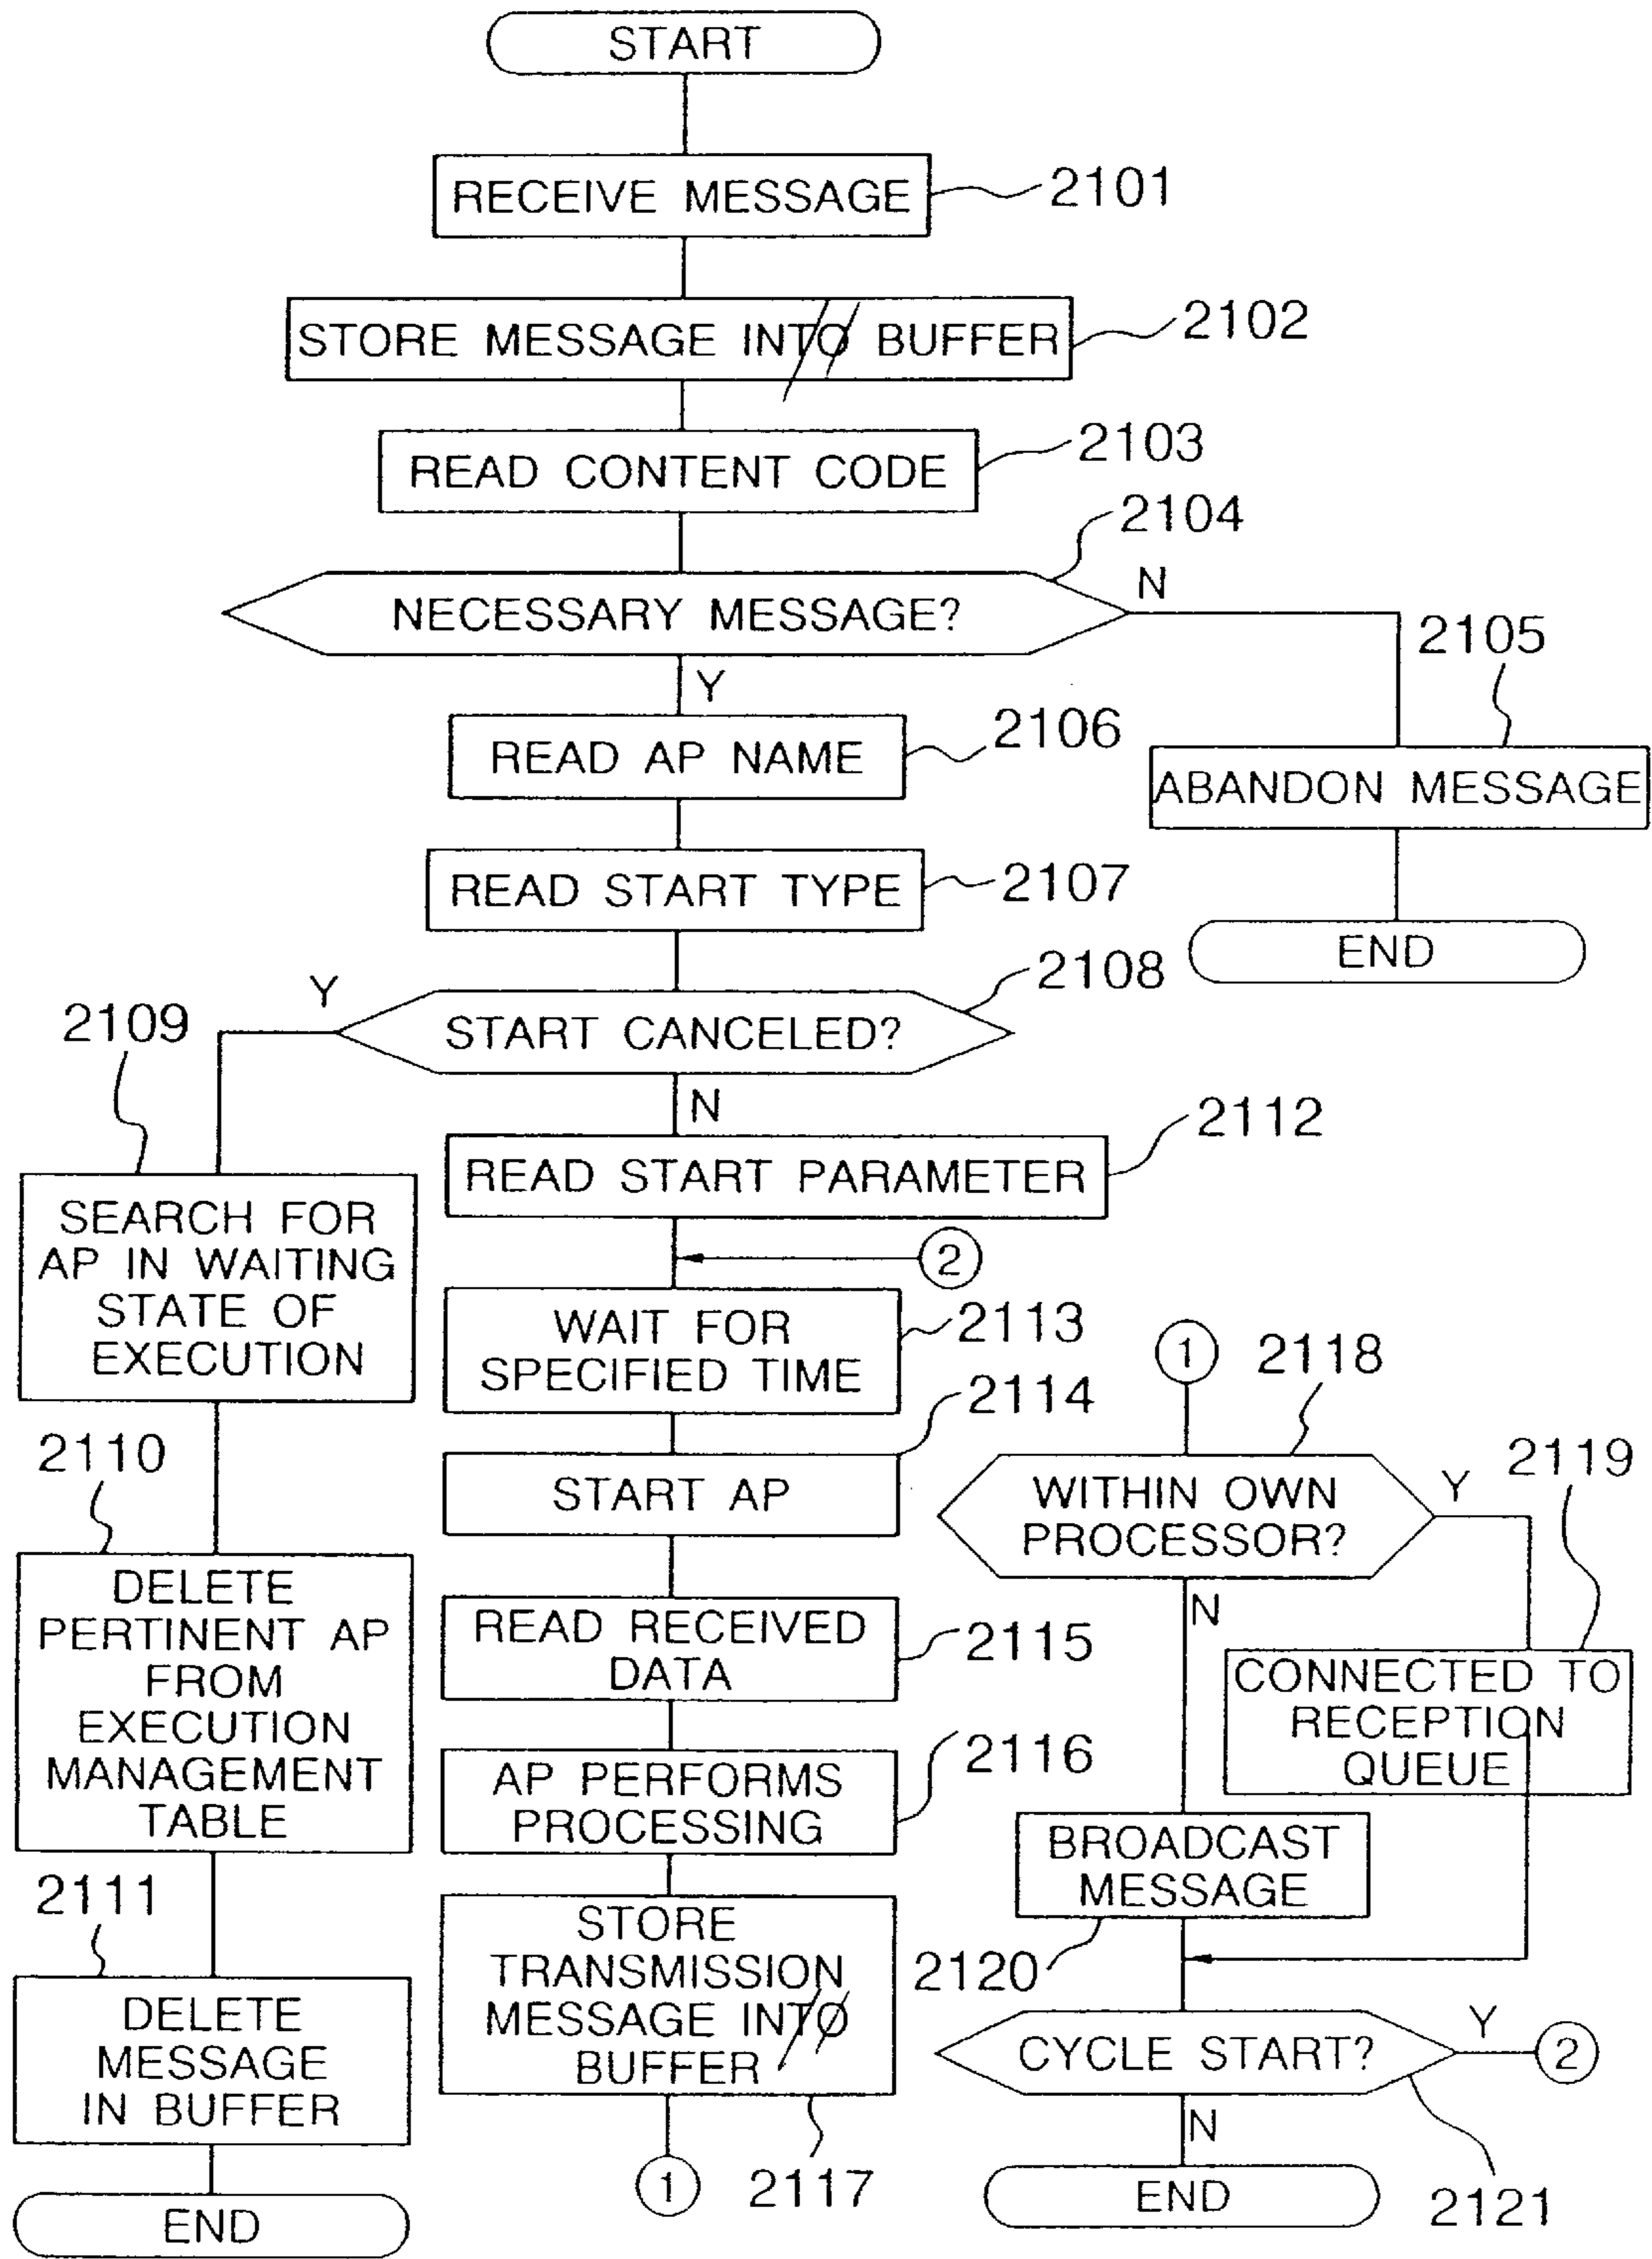 START
RECEIVE MESSAGE
2101
STORE MESSAGE INTO BUFFER
2102
READ CONTENT CODE
2103
NECESSARY MESSAGE?
2104
N
Y
2105
ABANDON MESSAGE
END
READ AP NAME
2106
READ START TYPE
2107
START CANCELED?
2108
Y
N
2109
SEARCH FOR
AP IN WAITING
STATE OF
EXECUTION
2110
DELETE
PERTINENT AP
FROM
EXECUTION
MANAGEMENT
TABLE
2111
DELETE
MESSAGE
IN BUFFER
END
READ START PARAMETER
2112
2
WAIT FOR
SPECIFIED TIME
2113
START AP
2114
READ RECEIVED
DATA
2115
AP PERFORMS
PROCESSING
2116
STORE
TRANSMISSION
MESSAGE INTO
BUFFER
2117
1
1
2118
WITHIN OWN
PROCESSOR?
Y
N
2119
CONNECTED TO
RECEPTION
QUEUE
BROADCAST
MESSAGE
2120
CYCLE START?
Y
2
N
2121
END